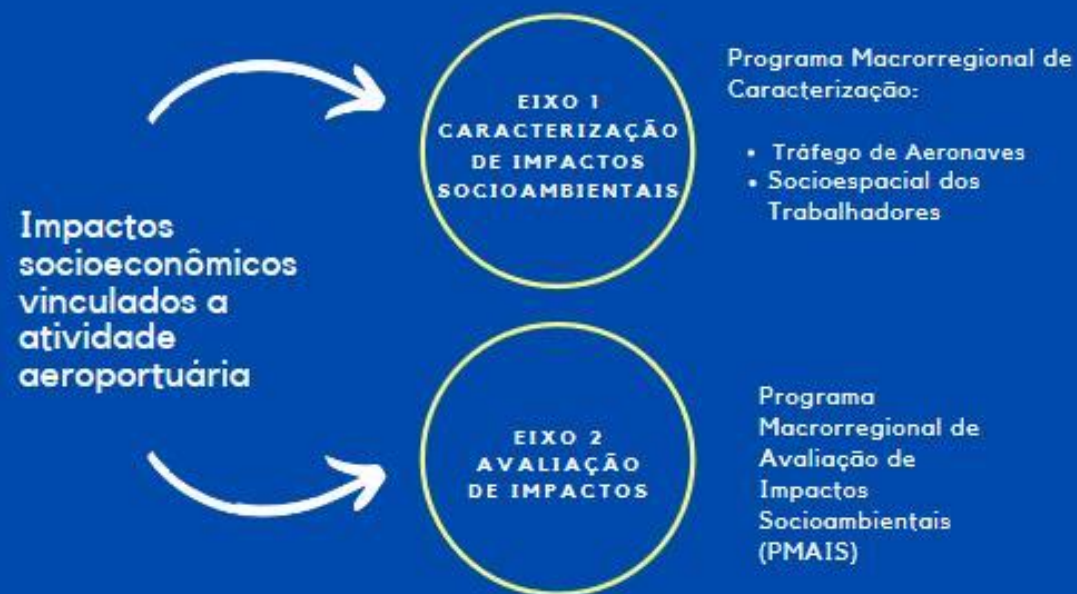 Impactos
socioeconômicos
vinculados a
atividade
aeroportuária
EIXO 1
CARACTERIZAÇÃO
DE IMPACTOS
SOCIOAMBIENTAIS
Programa Macrorregional de
Caracterização:
• Tráfego de Aeronaves
• Socioespacial dos
Trabalhadores
EIXO 2
AVALIAÇÃO
DE IMPACTOS
Programa
Macrorregional de
Avaliação de
Impactos
Socioambientais
(PMAIS)